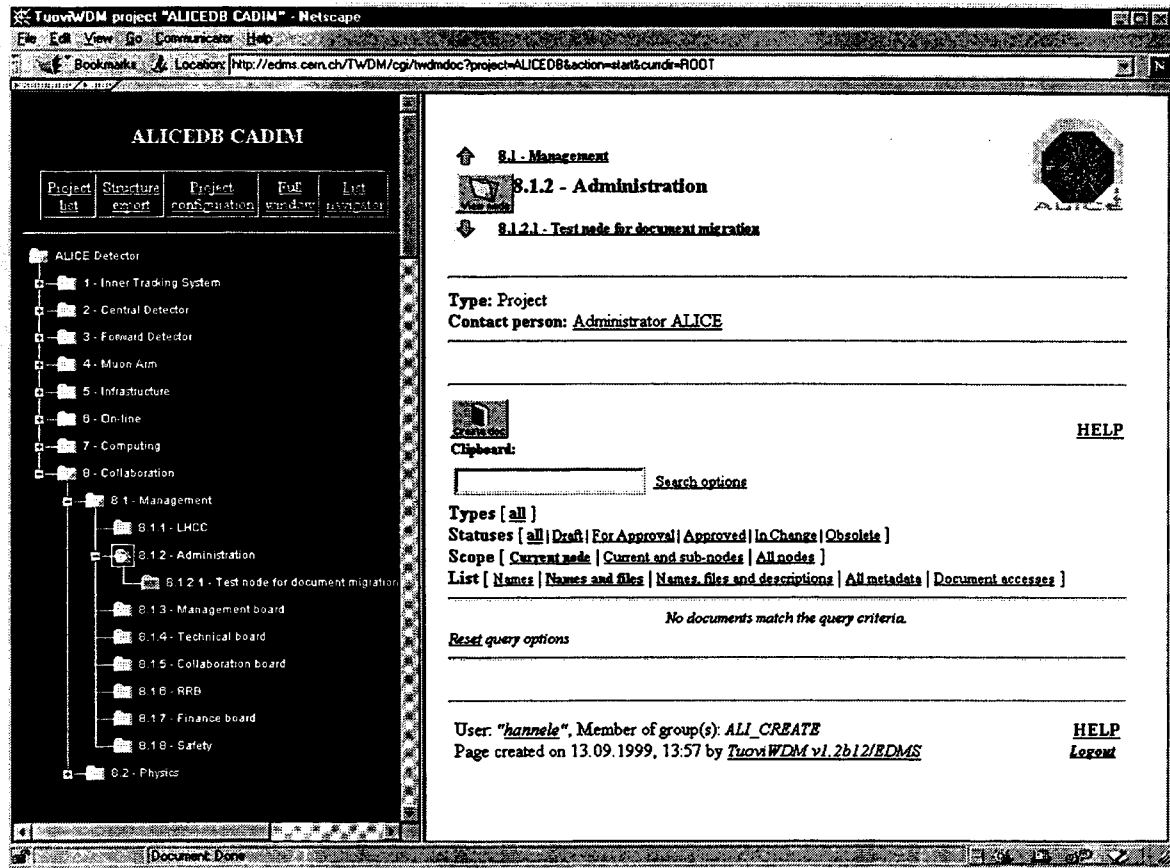 TuoviWDM project "ALICEDB CADIM" - Netscape
File Edit View Go Communicator Help
Bookmarks Location: http://edms.cern.ch/TWDM/cgi/twdmdoc?project=ALICEDB&action=start&curdir=ROOT
ALICEDB CADIM
Project list
Structure export
Project configuration
Full window
List navigator
ALICE Detector
1 - Inner Tracking System
2 - Central Detector
3 - Forward Detector
4 - Muon Arm
5 - Infrastructure
6 - On-line
7 - Computing
8 - Collaboration
8.1 - Management
8.1.1 - LHCC
8.1.2 - Administration
8.1.2.1 - Test node for document migration
8.1.3 - Management board
8.1.4 - Technical board
8.1.5 - Collaboration board
8.1.6 - RRB
8.1.7 - Finance board
8.1.8 - Safety
8.2 - Physics
8.1 - Management
8.1.2 - Administration
8.1.2.1 - Test node for document migration
ALICE
Type: Project
Contact person: Administrator ALICE
Create doc
HELP
Clipboard:
Search options
Types [ all ]
Statuses [ all | Draft | For Approval | Approved | In Change | Obsolete ]
Scope [ Current node | Current and sub-nodes | All nodes ]
List [ Names | Names and files | Names, files and descriptions | All metadata | Document accesses ]
No documents match the query criteria.
Reset query options
User: "hannele", Member of group(s): ALI_CREATE
HELP
Page created on 13.09.1999, 13:57 by TuoviWDM v1.2b12/EDMS
Logout
Document: Done